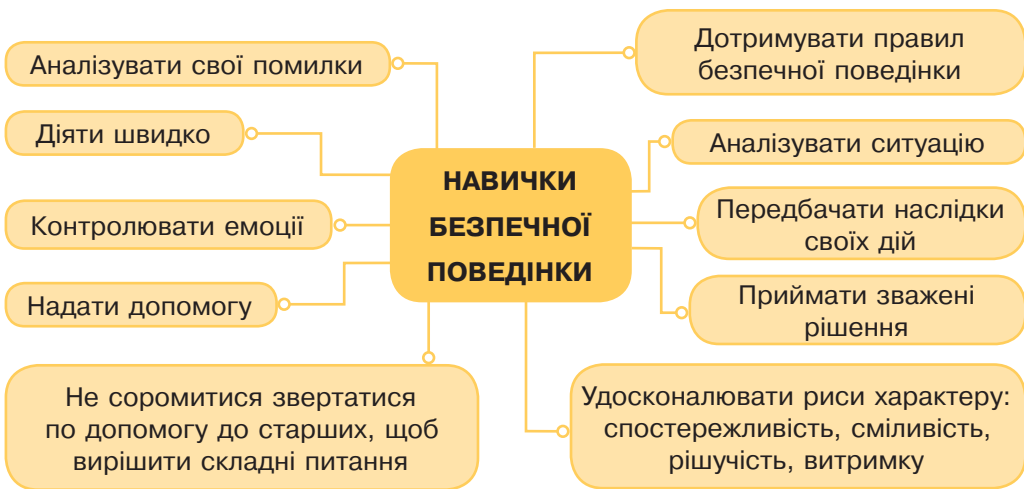 Аналізувати свої помилки
Діяти швидко
Контролювати емоції
Надати допомогу
Не соромитися звертатися
по допомогу до старших, щоб
вирішити складні питання
НАВИЧКИ
БЕЗПЕЧНОЇ
ПОВЕДІНКИ
Дотримувати правил
безпечної поведінки
Аналізувати ситуацію
Передбачати наслідки
своїх дій
Приймати зважені
рішення
Удосконалювати риси характеру:
спостережливість, сміливість,
рішучість, витримку